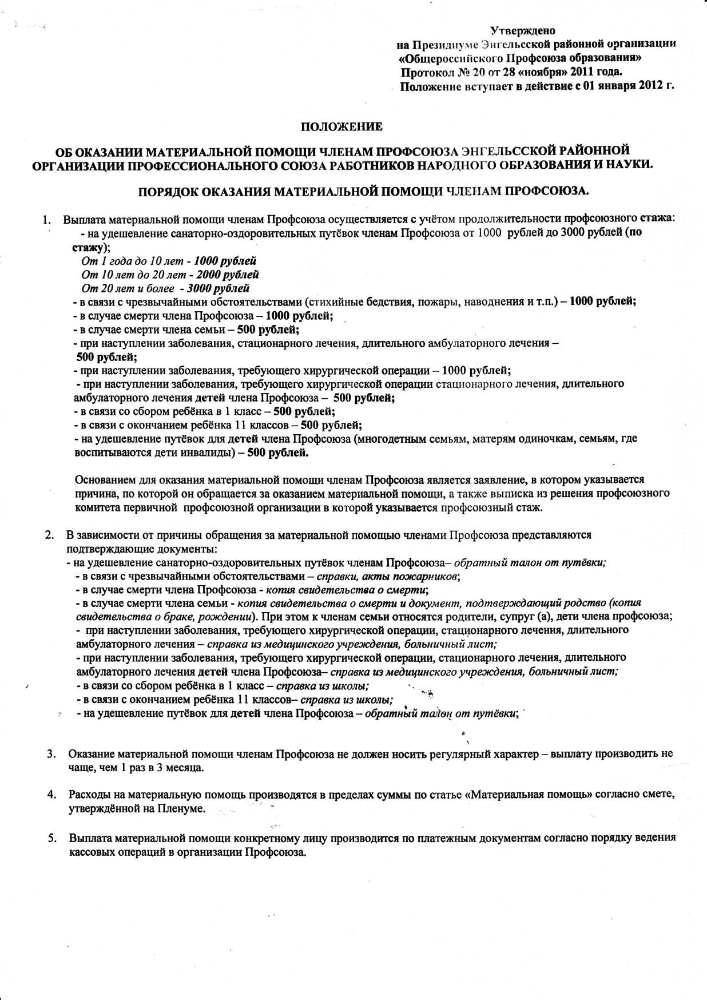 Утверждено
на Президиуме Энгельсской районной организации
«Общероссийского Профсоюза образования»
Протокол № 20 от 28 «ноября» 2011 года.
Положение вступает в действие с 01 января 2012 г.
ПОЛОЖЕНИЕ
ОБ ОКАЗАНИИ МАТЕРИАЛЬНОЙ ПОМОЩИ ЧЛЕНАМ ПРОФСОЮЗА ЭНГЕЛЬССКОЙ РАЙОННОЙ
ОРГАНИЗАЦИИ ПРОФЕССИОНАЛЬНОГО СОЮЗА РАБОТНИКОВ НАРОДНОГО ОБРАЗОВАНИЯ И НАУКИ.
ПОРЯДОК ОКАЗАНИЯ МАТЕРИАЛЬНОЙ ПОМОЩИ ЧЛЕНАМ ПРОФСОЮЗА.
1. Выплата материальной помощи членам Профсоюза осуществляется с учётом продолжительности профсоюзного стажа:
- на удешевление санаторно-оздоровительных путёвок членам Профсоюза от 1000 рублей до 3000 рублей (по
стажу);
От 1 года до 10 лет - 1000 рублей
От 10 лет до 20 лет - 2000 рублей
От 20 лет и более - 3000 рублей
- в связи с чрезвычайными обстоятельствами (стихийные бедствия, пожары, наводнения и т.п.) – 1000 рублей;
- в случае смерти члена Профсоюза – 1000 рублей;
- в случае смерти члена семьи – 500 рублей;
- при наступлении заболевания, стационарного лечения, длительного амбулаторного лечения –
500 рублей;
- при наступлении заболевания, требующего хирургической операции – 1000 рублей;
- при наступлении заболевания, требующего хирургической операции стационарного лечения, длительного
амбулаторного лечения детей члена Профсоюза – 500 рублей;
- в связи со сбором ребёнка в 1 класс – 500 рублей;
- в связи с окончанием ребёнка 11 классов – 500 рублей;
- на удешевление путёвок для детей члена Профсоюза (многодетным семьям, матерям одиночкам, семьям, где
воспитываются дети инвалиды) – 500 рублей.
Основанием для оказания материальной помощи членам Профсоюза является заявление, в котором указывается
причина, по которой он обращается за оказанием материальной помощи, а также выписка из решения профсоюзного
комитета первичной профсоюзной организации в которой указывается профсоюзный стаж.
2. В зависимости от причины обращения за материальной помощью членами Профсоюза представляются
подтверждающие документы:
- на удешевление санаторно-оздоровительных путёвок членам Профсоюза– обратный талон от путёвки;
- в связи с чрезвычайными обстоятельствами – справки, акты пожарников;
- в случае смерти члена Профсоюза - копия свидетельства о смерти;
- в случае смерти члена семьи - копия свидетельства о смерти и документ, подтверждающий родство (копия
свидетельства о браке, рождении). При этом к членам семьи относятся родители, супруг (а), дети члена профсоюза;
- при наступлении заболевания, требующего хирургической операции, стационарного лечения, длительного
амбулаторного лечения – справка из медицинского учреждения, больничный лист;
- при наступлении заболевания, требующего хирургической операции, стационарного лечения, длительного
амбулаторного лечения детей члена Профсоюза– справка из медицинского учреждения, больничный лист;
- в связи со сбором ребёнка в 1 класс – справка из школы;
- в связи с окончанием ребёнка 11 классов– справка из школы;
- на удешевление путёвок для детей члена Профсоюза – обратный талон от путёвки;
3. Оказание материальной помощи членам Профсоюза не должен носить регулярный характер – выплату производить не
чаще, чем 1 раз в 3 месяца.
4. Расходы на материальную помощь производятся в пределах суммы по статье «Материальная помощь» согласно смете,
утверждённой на Пленуме.
5. Выплата материальной помощи конкретному лицу производится по платежным документам согласно порядку ведения
кассовых операций в организации Профсоюза.